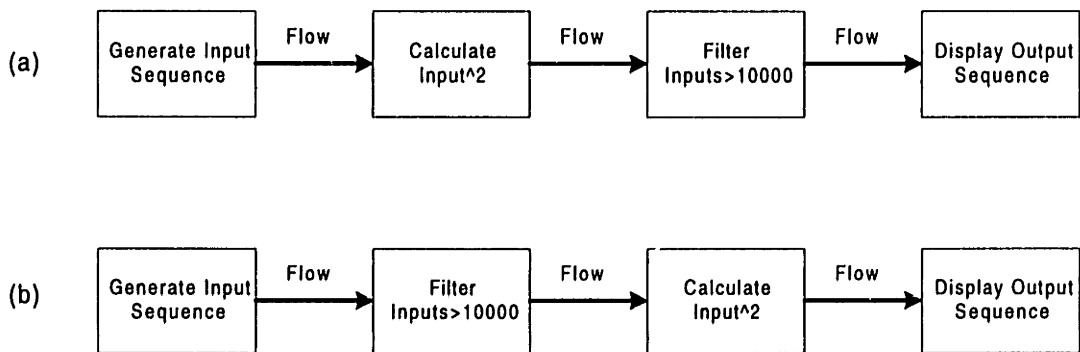 Flow Flow Flow
(a) Generate Input Sequence Calculate Input^2 Filter Inputs>10000 Display Output Sequence
Flow Flow Flow
(b) Generate Input Sequence Filter Inputs>10000 Calculate Input^2 Display Output Sequence